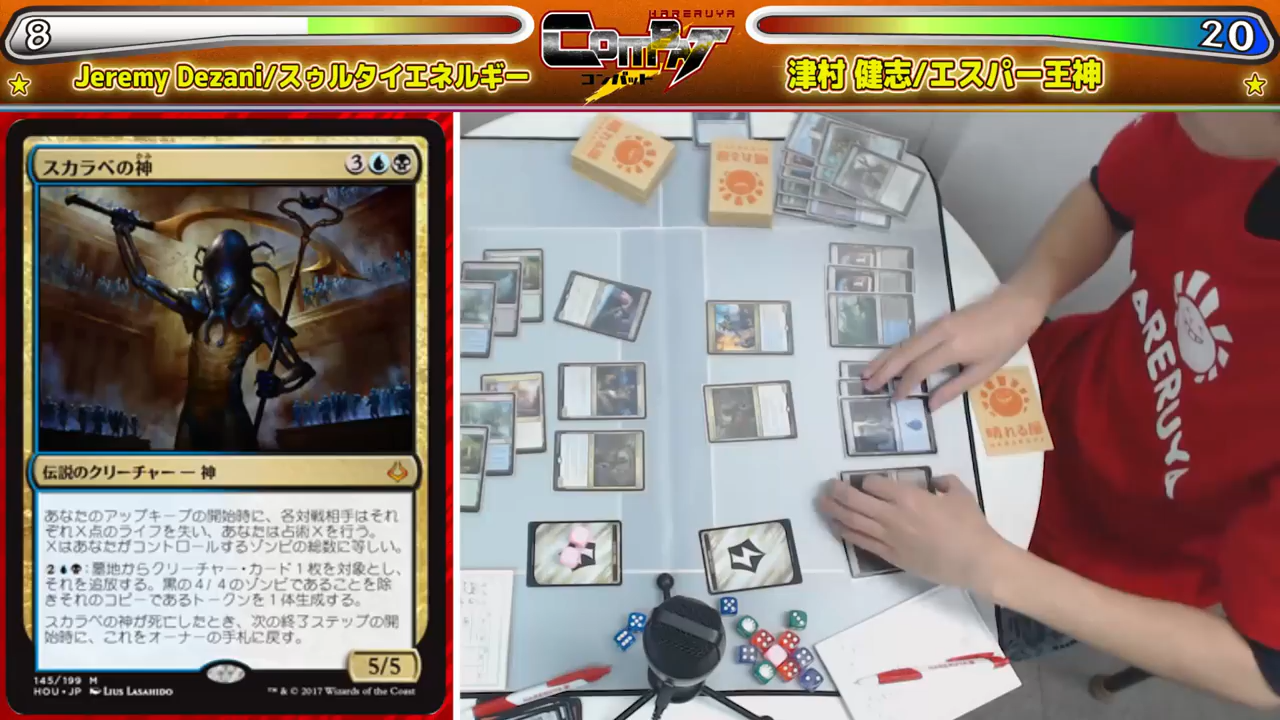 8
HARERUYA
COMBAT
コンバット
20
Jeremy Dezani/スゥルタイエネルギー
津村 健志/エスパー王神
スカラベの神
かみ
3
伝説のクリーチャー ― 神
あなたのアップキープの開始時に、各対戦相手はそれ
ぞれX点のライフを失い、あなたは占術Xを行う。
Xはあなたがコントロールするゾンビの総数に等しい。
2:墓地からクリーチャー・カード1枚を対象とし、
それを追放する。黒の4/4のゾンビであることを除
きそれのコピーであるトークンを1体生成する。
スカラベの神が死亡したとき、次の終了ステップの開
始時に、これをオーナーの手札に戻す。
5/5
145/199 M
HOU・JP Lius Lasahido
™ & © 2017 Wizards of the Coast
晴れる屋
晴れる屋
晴れる屋
HARERUYA